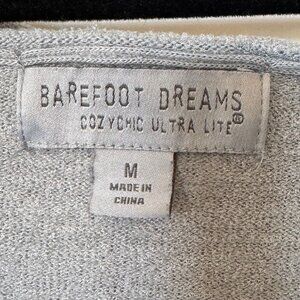 BAREFOOT DREAMS
COZYCHIC ULTRA LITE®
M
MADE IN
CHINA